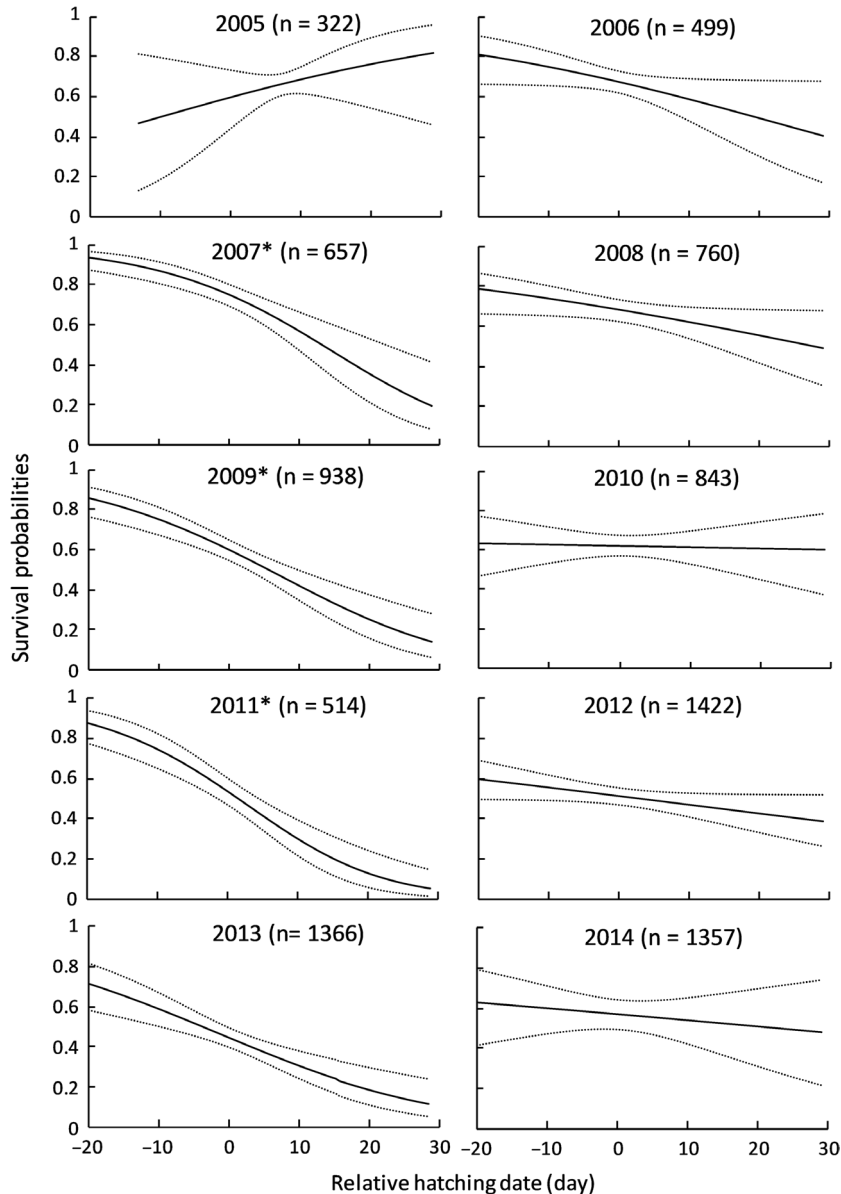 2005 (n = 322)
2006 (n = 499)
1
0.8
0.6
0.4
0.2
0
2007* (n = 657)
2008 (n = 760)
1
0.8
0.6
0.4
0.2
0
2009* (n = 938)
2010 (n = 843)
1
0.8
0.6
0.4
0.2
0
2011* (n = 514)
2012 (n = 1422)
1
0.8
0.6
0.4
0.2
0
2013 (n= 1366)
2014 (n = 1357)
1
0.8
0.6
0.4
0.2
0
–20 –10 0 10 20 30
–20 –10 0 10 20 30
Survival probabilities
Relative hatching date (day)